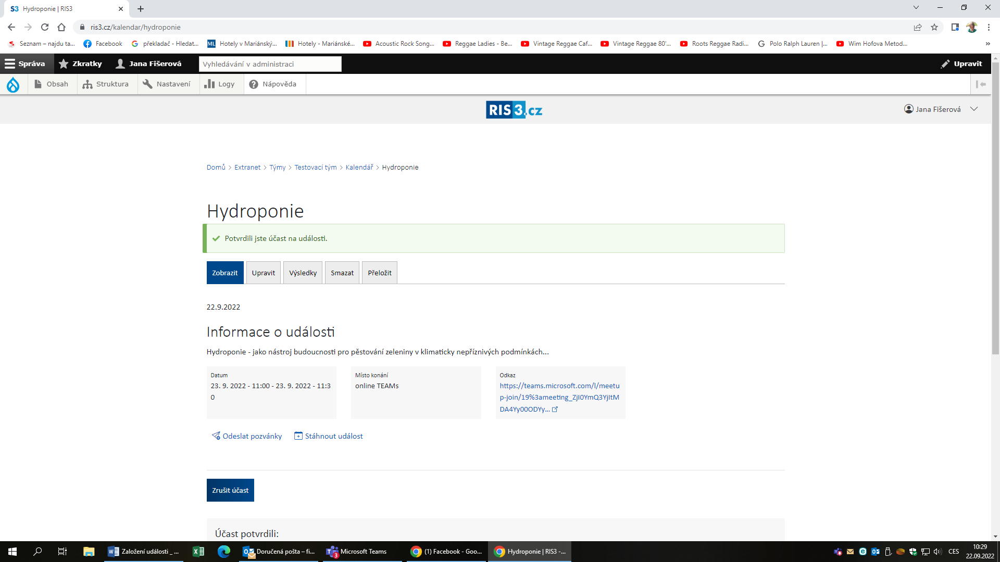 S3 Hydroponie | RIS3
ris3.cz/kalendar/hydroponie
Seznam – najdu ta... Facebook překladač - Hledat... Hotely v Mariánský... Hotely - Mariánské... Acoustic Rock Song... Reggae Ladies - Be... Vintage Reggae Caf... Vintage Reggae 80'... Roots Reggae Radi... Polo Ralph Lauren |... Wim Hofova Metod... »
Správa Zkratky Jana Fišerová Vyhledávání v administraci Upravit
Obsah Struktura Nastavení Logy Nápověda
RIS3.cz
Jana Fišerová
Domů > Extranet > Týmy > Testovací tým > Kalendář > Hydroponie
Hydroponie
Potvrdili jste účast na události.
Zobrazit Upravit Výsledky Smazat Přeložit
22.9.2022
Informace o události
Hydroponie - jako nástroj budoucnosti pro pěstování zeleniny v klimaticky nepříznivých podmínkách...
Datum
23. 9. 2022 - 11:00 - 23. 9. 2022 - 11:3
0
Místo konání
online TEAMs
Odkaz
https://teams.microsoft.com/l/meetu
p-join/19%3ameeting_ZjI0YmQ3YjItM
DA4Yy00ODYy...
Odeslat pozvánky Stáhnout událost
Zrušit účast
Účast potvrdili:
Založení události _ ... Doručená pošta – fi... Microsoft Teams (1) Facebook - Goo... Hydroponie | RIS3 -... CES
10:29
22.09.2022